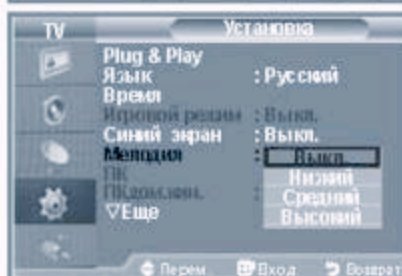 TV Установка
Plug & Play
Язык : Русский
Время
Игровой режим : Выкл.
Синий экран : Выкл.
Мелодия : Выкл.
Низкий
ПК Средний
Высокий
▽Еще
Перем. Вход Возврат